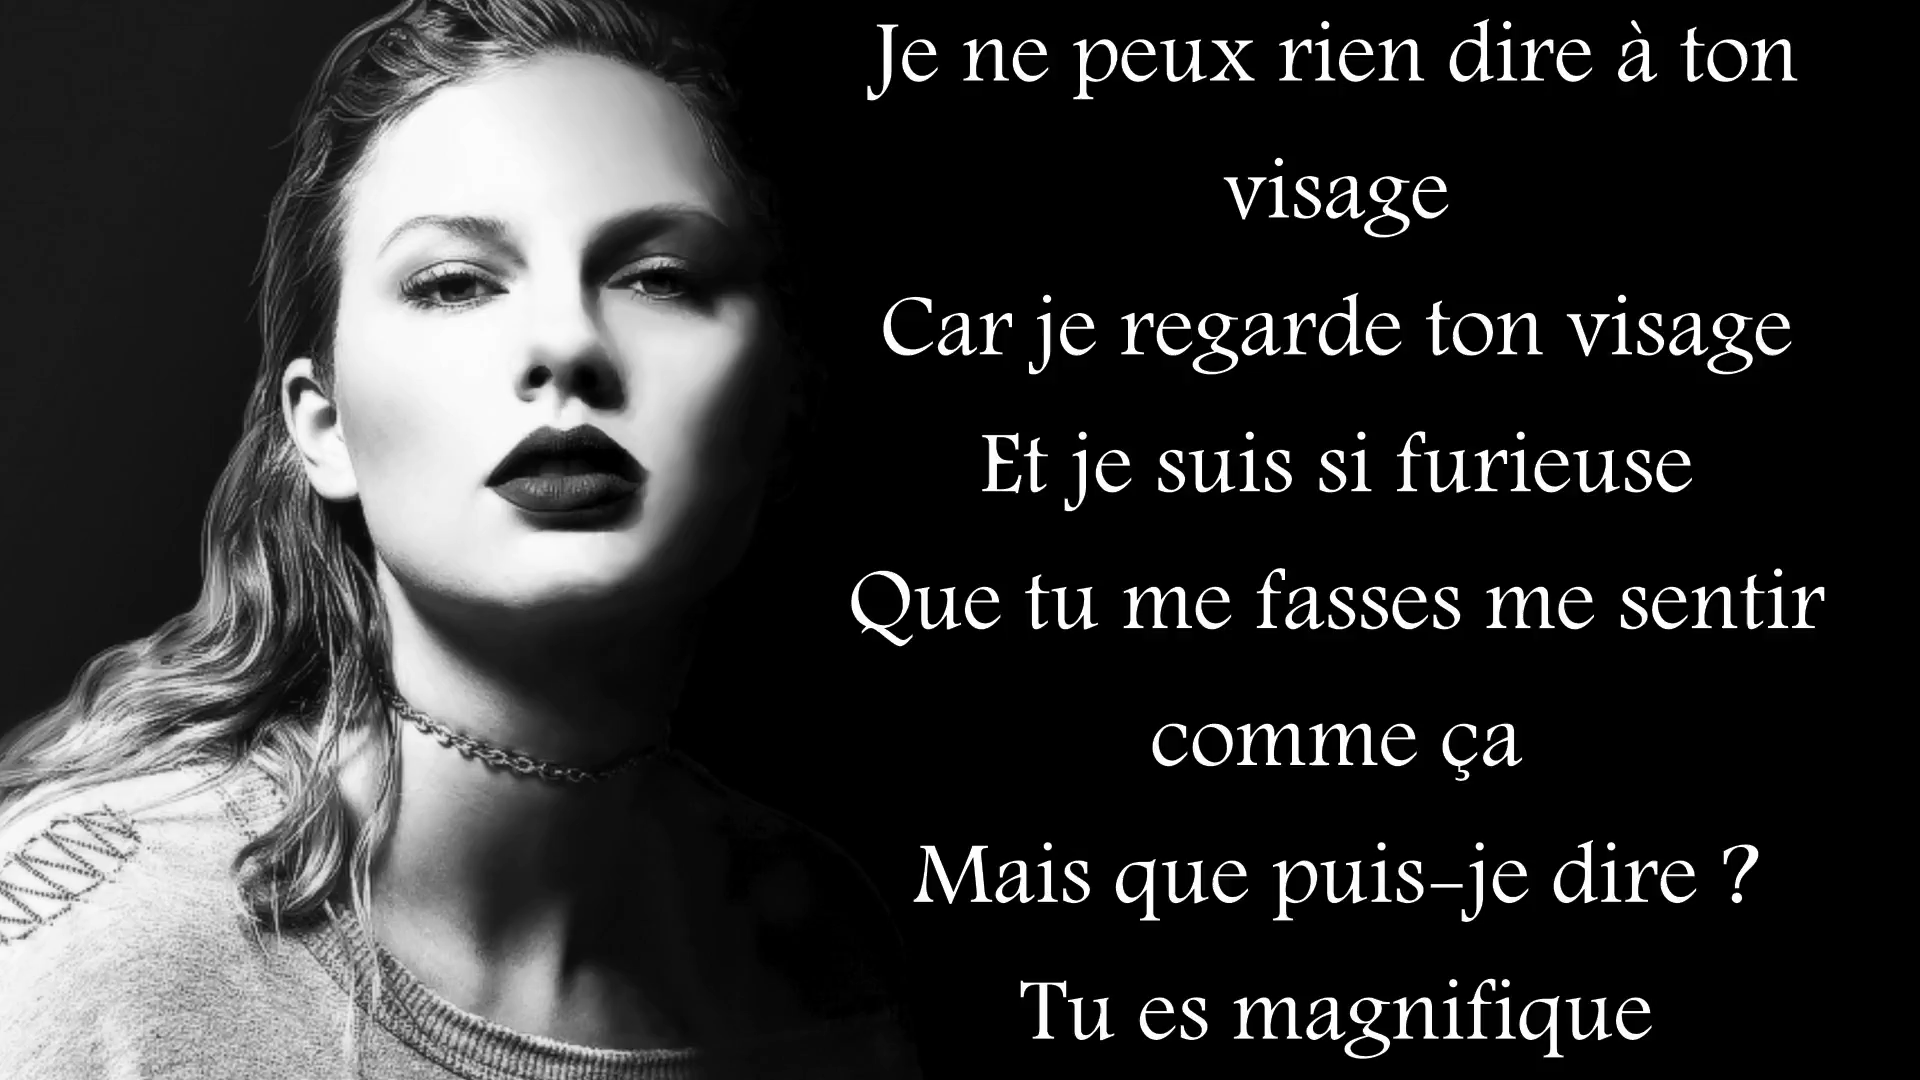 Je ne peux rien dire à ton
visage
Car je regarde ton visage
Et je suis si furieuse
Que tu me fasses me sentir
comme ça
Mais que puis-je dire ?
Tu es magnifique